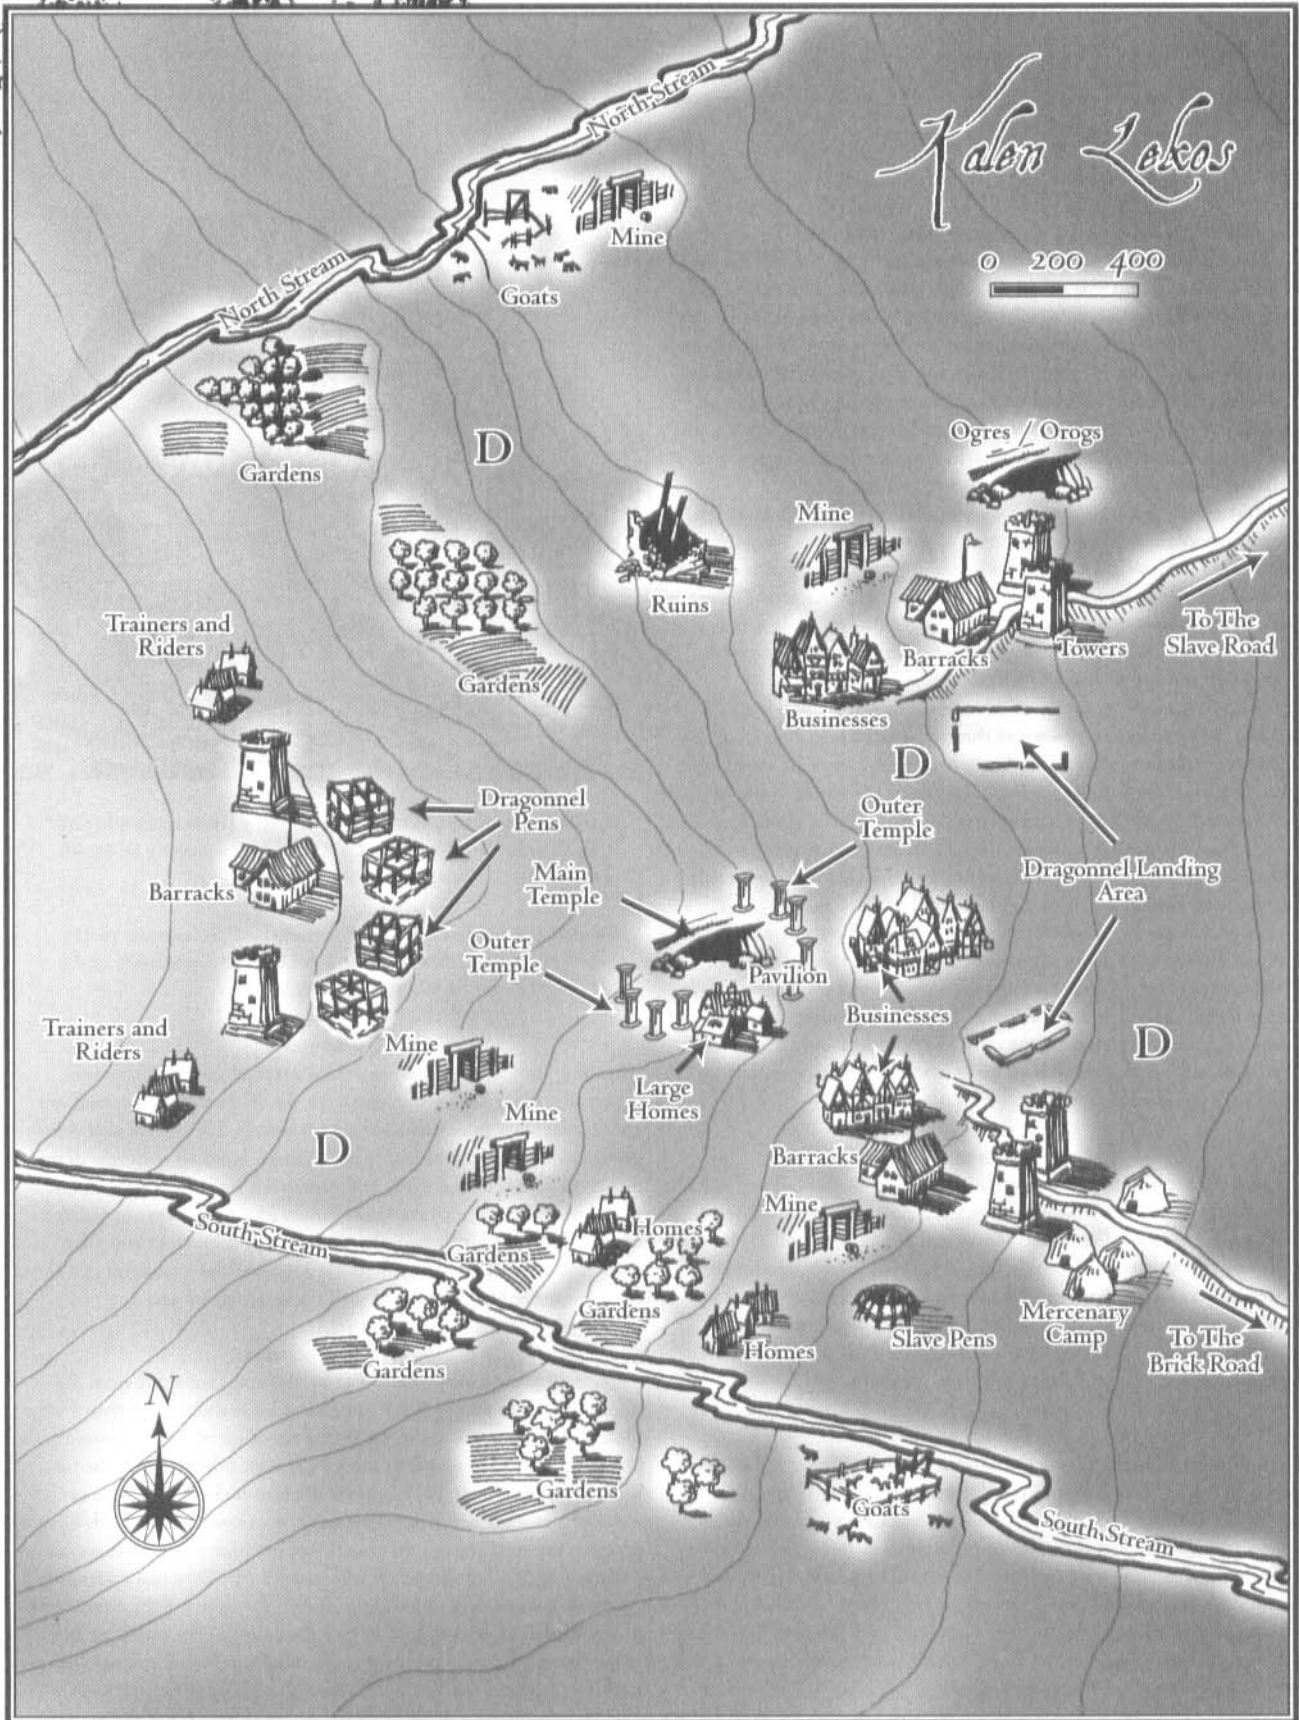 Kalen Lekos
0 200 400
North Stream
Mine
Goats
North Stream
Gardens
D
Ogres / Orogs
Mine
Ruins
To The
Slave Road
Towers
Barracks
Trainers and
Riders
Gardens
Businesses
D
Dragonnel
Pens
Outer
Temple
Main
Temple
Dragonnel Landing
Area
Barracks
Outer
Temple
Pavilion
Businesses
Trainers and
Riders
Mine
D
Large
Homes
Mine
D
Barracks
Mine
South Stream
Gardens
Homes
Gardens
Homes
Slave Pens
Mercenary
Camp
To The
Brick Road
Gardens
N
Gardens
Goats
South Stream